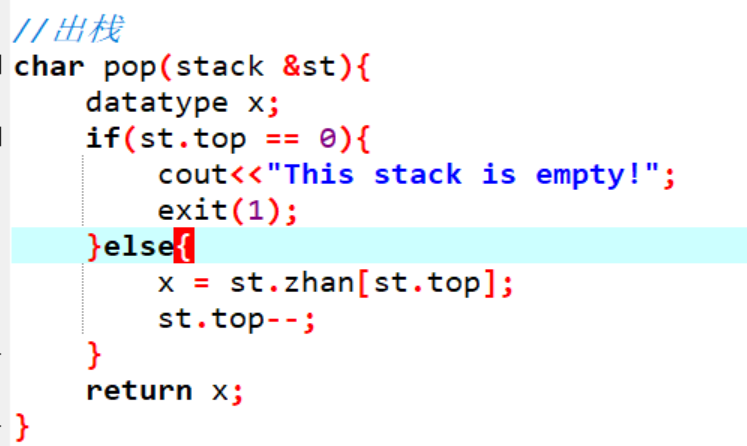 //出栈
char pop(stack &st){
    datatype x;
    if(st.top == 0){
        cout<<"This stack is empty!";
        exit(1);
    }else{
        x = st.zhan[st.top];
        st.top--;
    }
    return x;
}